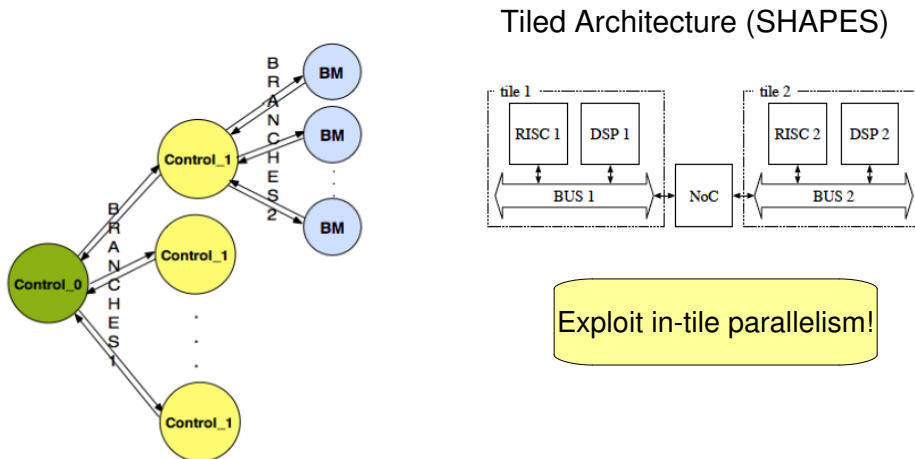 Tiled Architecture (SHAPES)
BRANCHES1
BRANCHES2
Control_0
Control_1
Control_1
Control_1
BM
BM
BM
tile 1
RISC 1
DSP 1
BUS 1
NoC
tile 2
RISC 2
DSP 2
BUS 2
Exploit in-tile parallelism!